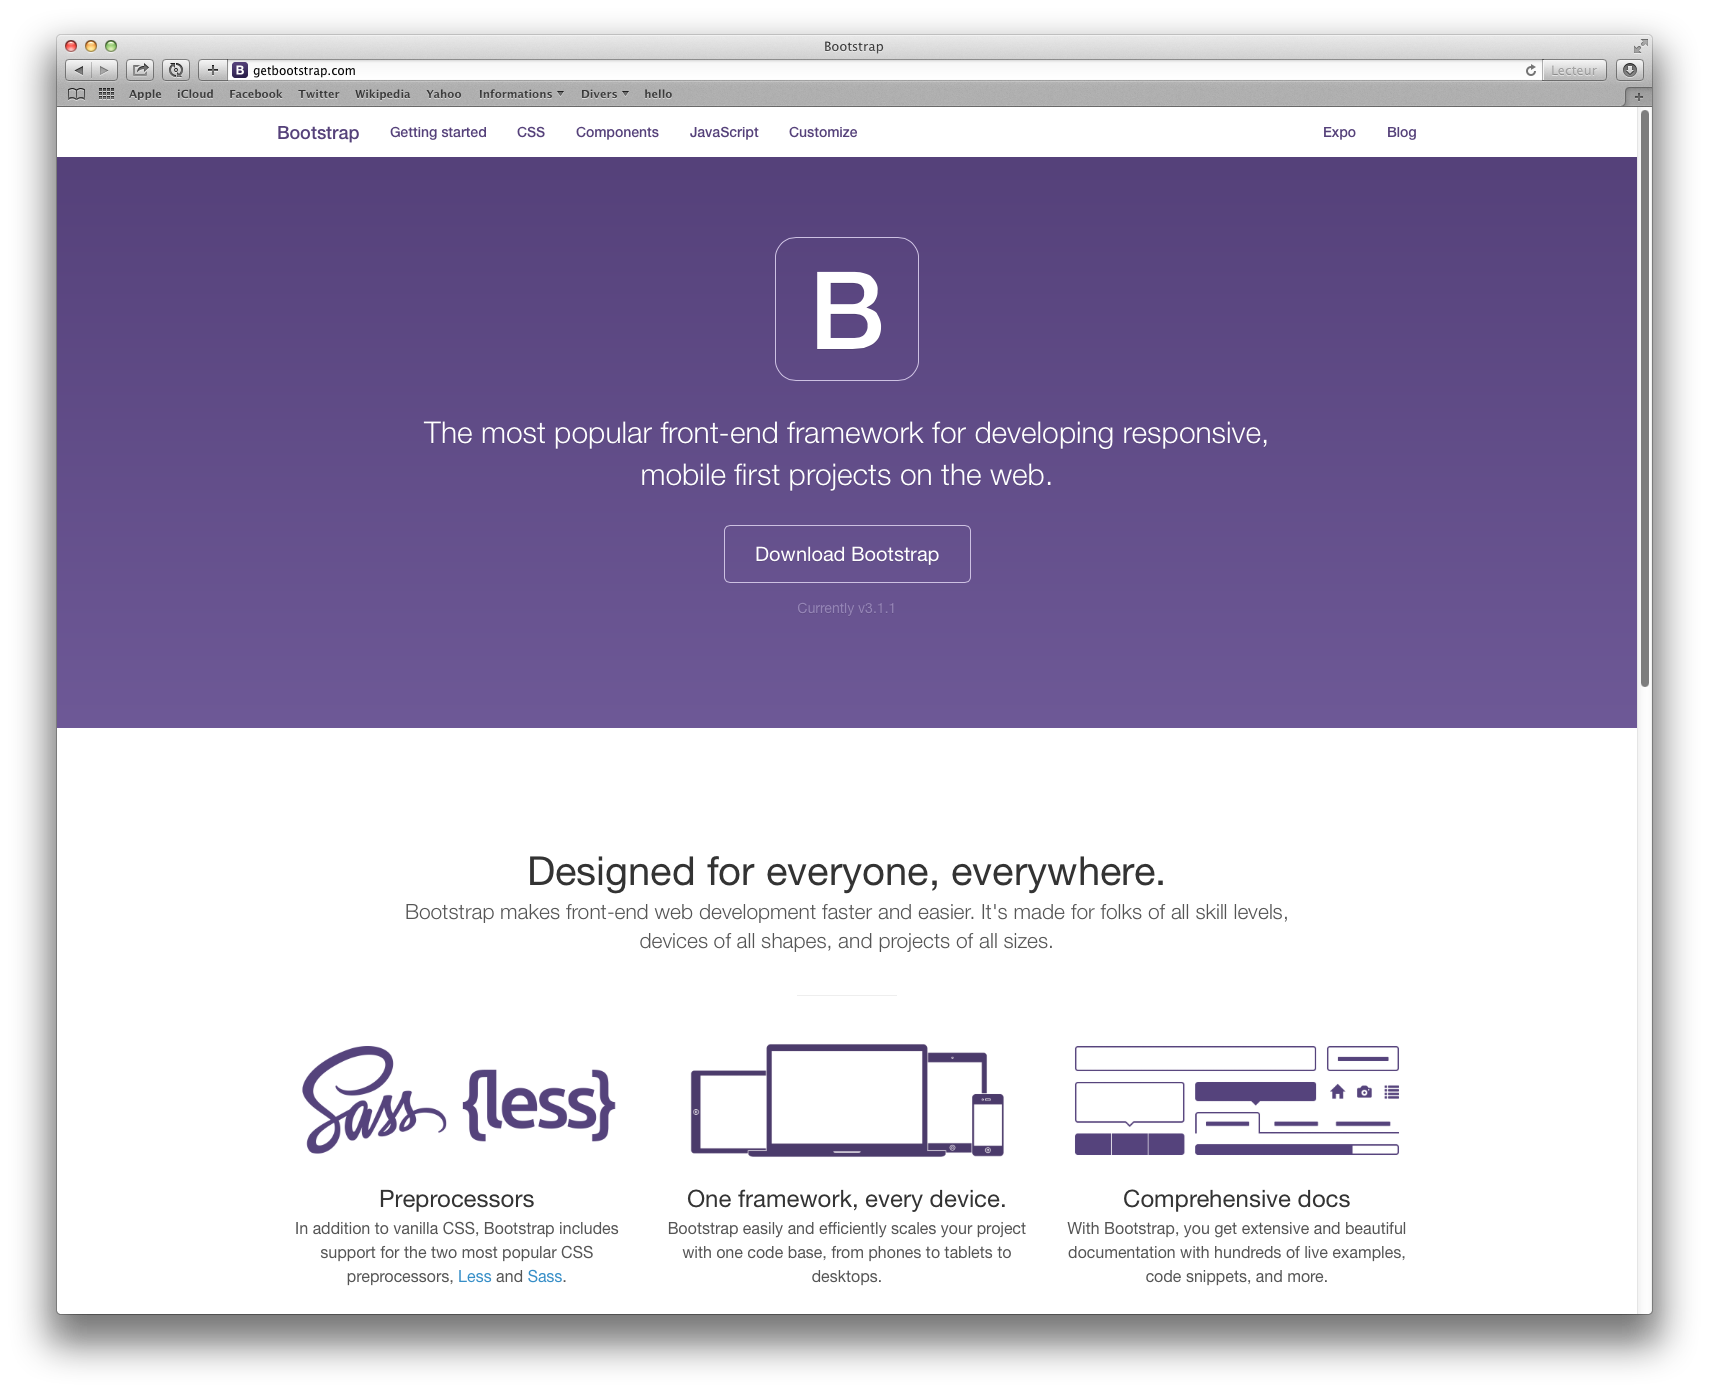 Bootstrap
B getbootstrap.com Lecteur
Apple iCloud Facebook Twitter Wikipedia Yahoo Informations Divers hello
Bootstrap Getting started CSS Components JavaScript Customize Expo Blog
B
The most popular front-end framework for developing responsive,
mobile first projects on the web.
Download Bootstrap
Currently v3.1.1
Designed for everyone, everywhere.
Bootstrap makes front-end web development faster and easier. It's made for folks of all skill levels,
devices of all shapes, and projects of all sizes.
Sass {less}
Preprocessors
In addition to vanilla CSS, Bootstrap includes
support for the two most popular CSS
preprocessors, Less and Sass.
One framework, every device.
Bootstrap easily and efficiently scales your project
with one code base, from phones to tablets to
desktops.
Comprehensive docs
With Bootstrap, you get extensive and beautiful
documentation with hundreds of live examples,
code snippets, and more.